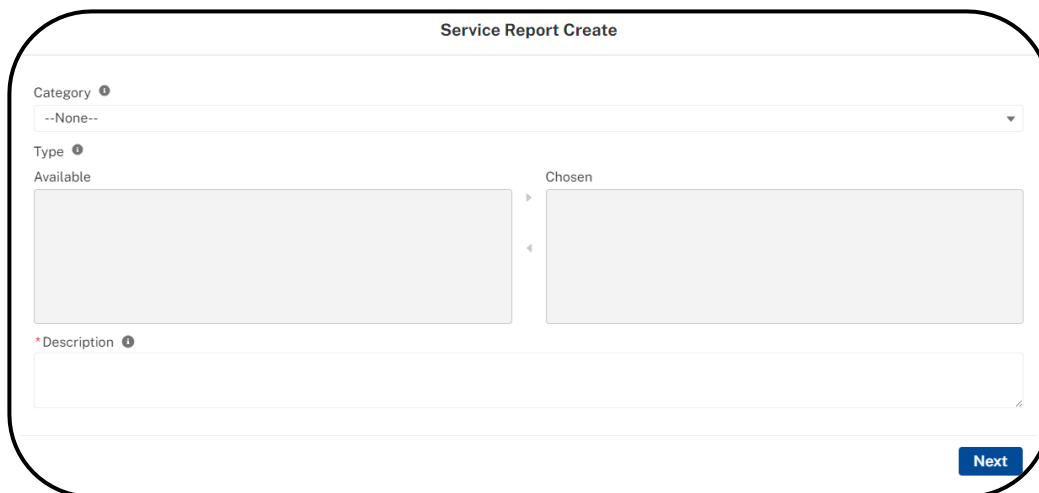 Service Report Create
Category
--None--
Type
Available Chosen
*Description
Next